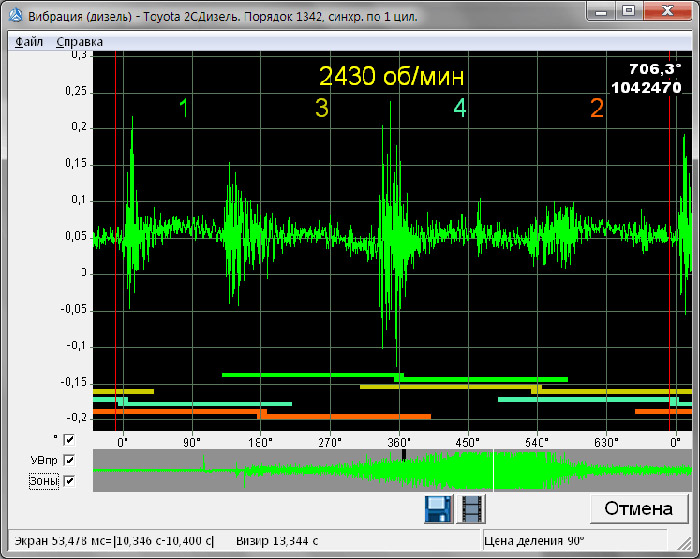 Вибрация (дизель) - Toyota 2СДизель. Порядок 1342, синхр. по 1 цил.
Файл Справка
0,3
0,25
0,2
0,15
0,1
0,05
0
-0,05
-0,1
-0,15
-0,2
2430 об/мин
706,3°
1042470
1 3 4 2
0° 90° 180° 270° 360° 450° 540° 630° 0°
°
УВпр
Зоны
Отмена
Экран 53,478 мс=|10,346 с-10,400 с| Визир 13,344 с Цена деления 90°